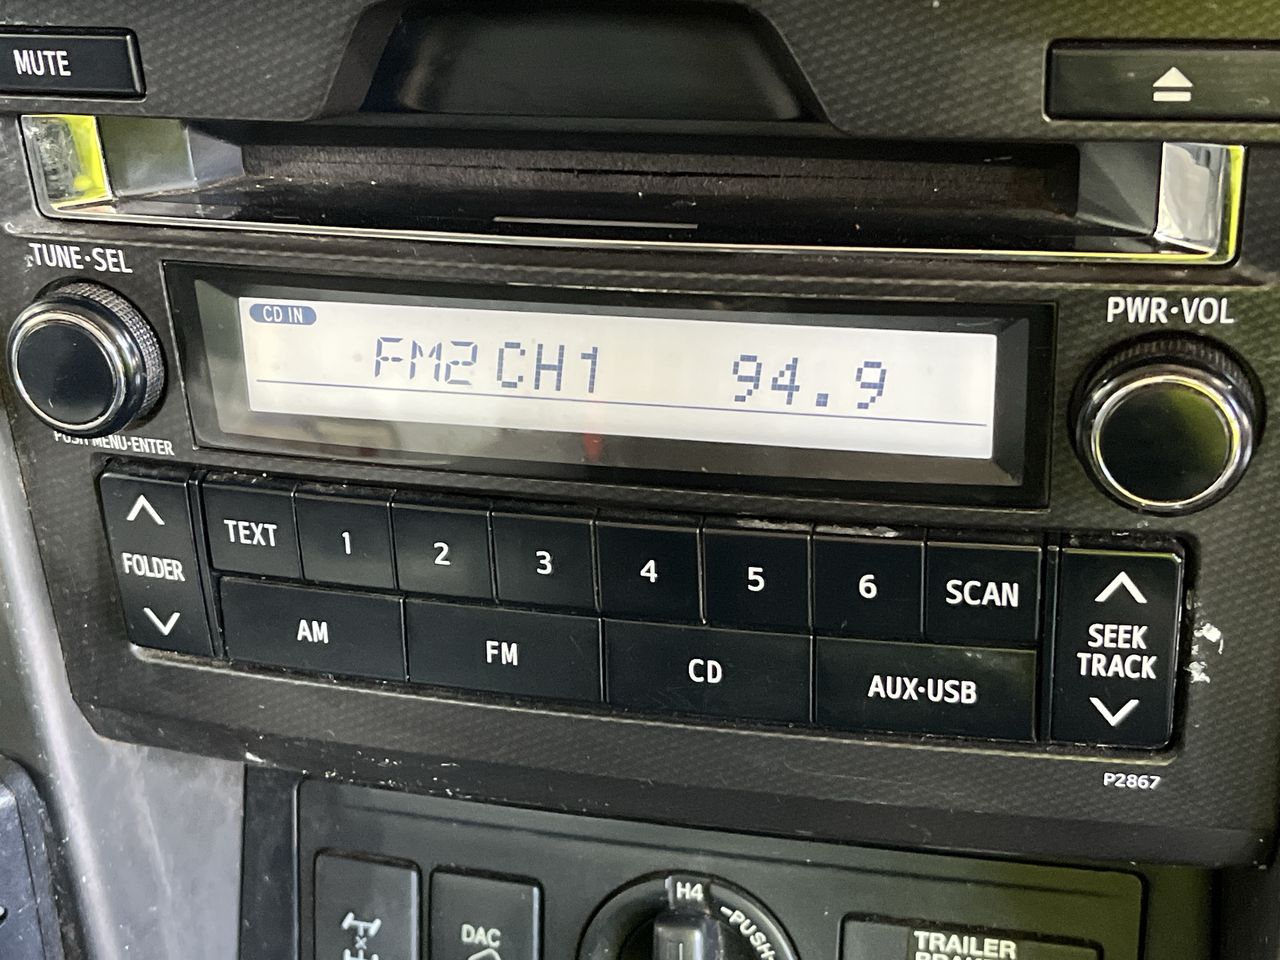 MUTE
TUNE·SEL
PWR·VOL
CD IN
FM2 CH1 94.9
PUSH MENU·ENTER
FOLDER
TEXT
1
2
3
4
5
6
SCAN
SEEK
TRACK
AM
FM
CD
AUX·USB
P2867
H4
PUSH
DAC
TRAILER